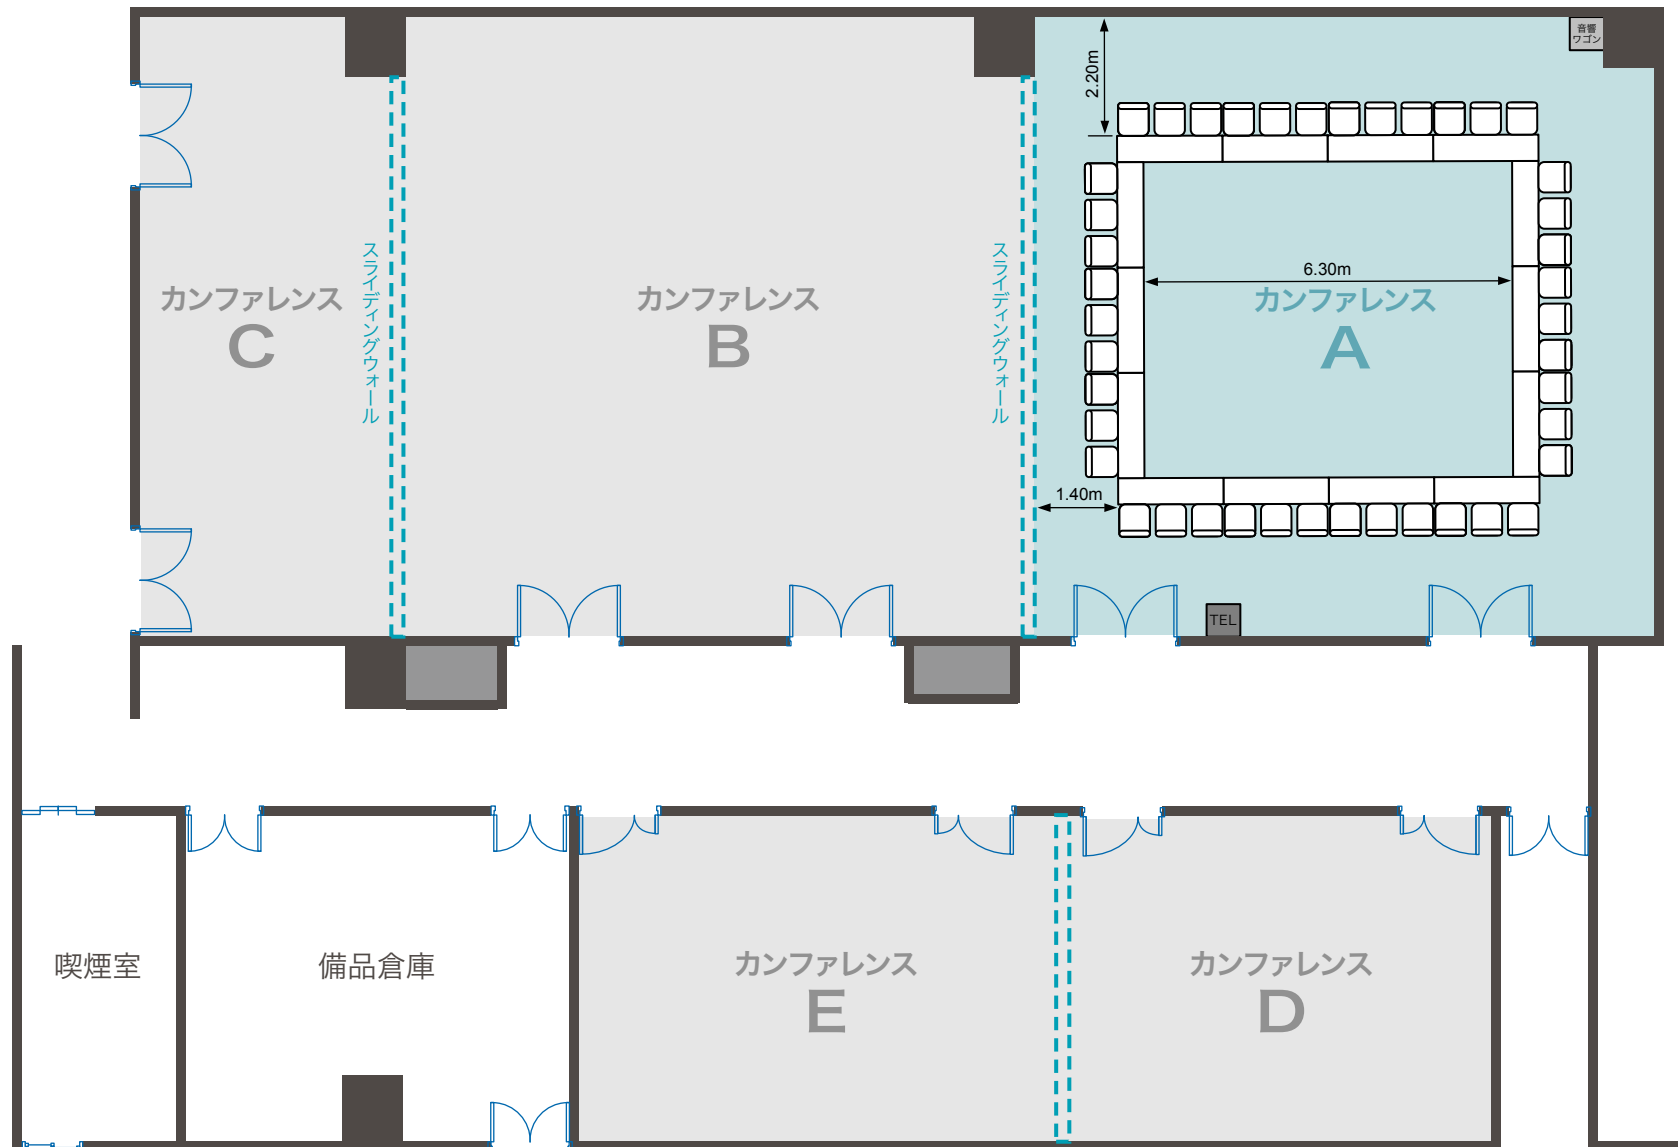 音響
ワゴン
2.20m
スライディングウォール
スライディングウォール
6.30m
カンファレンス
C
カンファレンス
B
カンファレンス
A
1.40m
TEL
喫煙室
備品倉庫
カンファレンス
E
カンファレンス
D